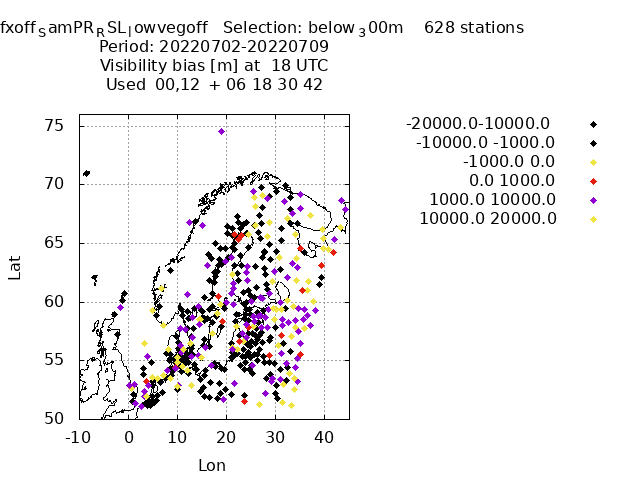 fxoff_SamPR_RSL_lowvegoff Selection: below_300m 628 stations
Period: 20220702-20220709
Visibility bias [m] at 18 UTC
Used 00,12 + 06 18 30 42
-20000.0-10000.0
-10000.0 -1000.0
-1000.0 0.0
0.0 1000.0
1000.0 10000.0
10000.0 20000.0
75
70
65
60
55
50
Lat
-10 0 10 20 30 40
Lon